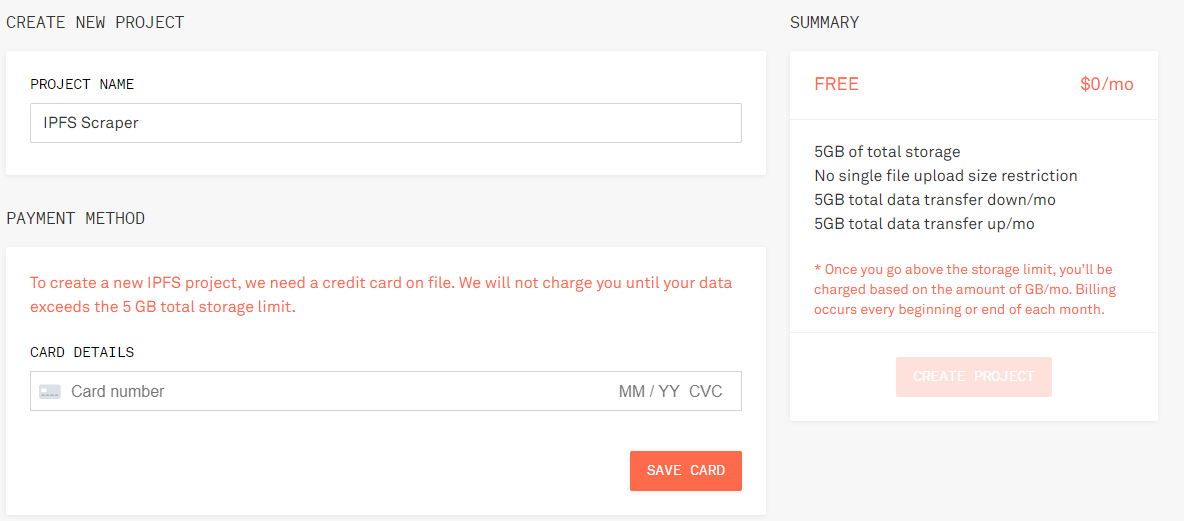 CREATE NEW PROJECT
PROJECT NAME
IPFS Scraper
PAYMENT METHOD
To create a new IPFS project, we need a credit card on file. We will not charge you until your data
exceeds the 5 GB total storage limit.
CARD DETAILS
Card number MM / YY CVC
SAVE CARD
SUMMARY
FREE $0/mo
5GB of total storage
No single file upload size restriction
5GB total data transfer down/mo
5GB total data transfer up/mo
* Once you go above the storage limit, you'll be
charged based on the amount of GB/mo. Billing
occurs every beginning or end of each month.
CREATE PROJECT